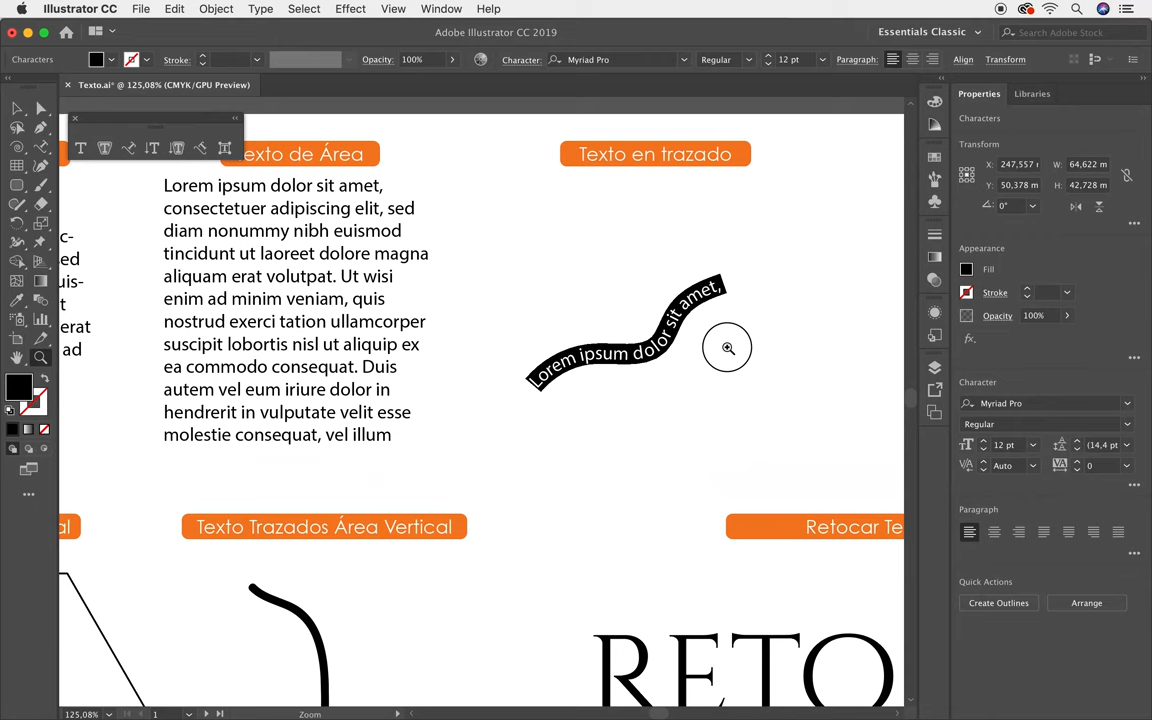 Illustrator CC File Edit Object Type Select Effect View Window Help
Adobe Illustrator CC 2019
Essentials Classic
Search Adobe Stock
Characters
Stroke:
Opacity: 100%
Character: Myriad Pro
Regular
12 pt
Paragraph:
Align
Transform
× Texto.ai* @ 125,08% (CMYK/GPU Preview)
Properties
Libraries
Characters
Transform
X: 247,557
W: 64,622 m
Y: 50,378 m
H: 42,728 m
0°
Appearance
Fill
Stroke
Opacity 100%
fx.
Character
Myriad Pro
Regular
12 pt
(14,4 pt
Auto
0
Paragraph
Quick Actions
Create Outlines
Arrange
exto de Área
Lorem ipsum dolor sit amet,
consectetuer adipiscing elit, sed
diam nonummy nibh euismod
tincidunt ut laoreet dolore magna
aliquam erat volutpat. Ut wisi
enim ad minim veniam, quis
nostrud exerci tation ullamcorper
suscipit lobortis nisl ut aliquip ex
ea commodo consequat. Duis
autem vel eum iriure dolor in
hendrerit in vulputate velit esse
molestie consequat, vel illum
c-
ed
uis-
t
erat
ad
Texto en trazado
Lorem ipsum dolor sit amet,
al
Texto Trazados Área Vertical
Retocar Te
RETO
125,08%
1
Zoom